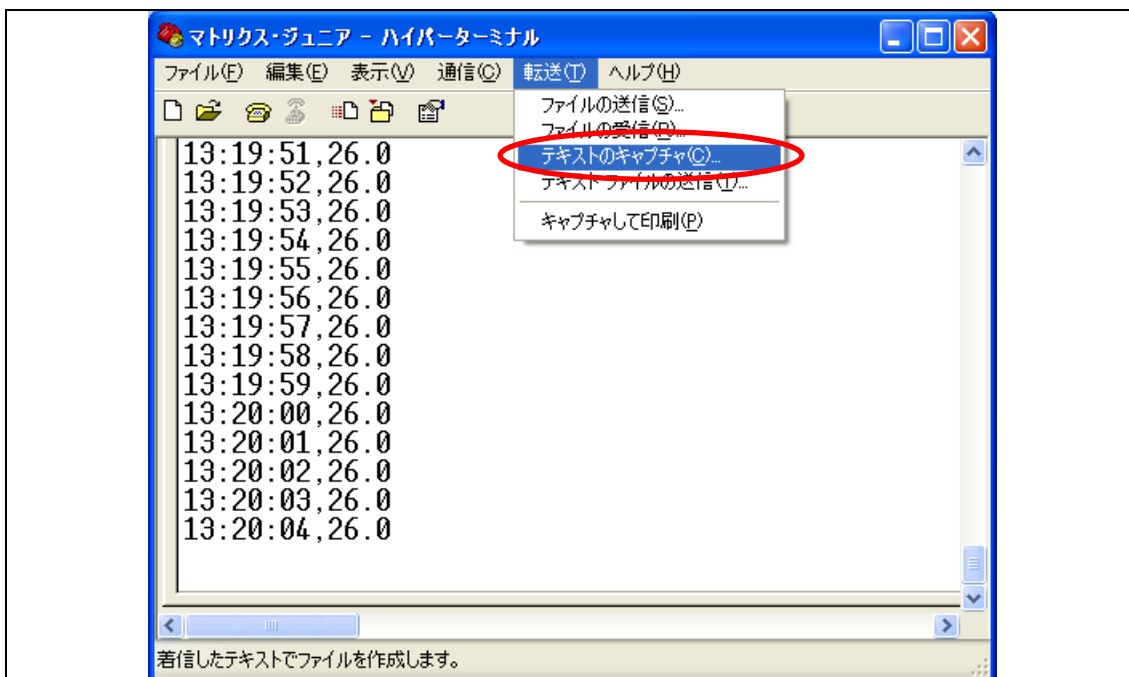 マトリクス・ジュニア - ハイパーターミナル
ファイル(F) 編集(E) 表示(V) 通信(C) 転送(T) ヘルプ(H)
ファイルの送信(S)...
ファイルの受信(R)...
テキストのキャプチャ(C)...
テキスト ファイルの送信(T)...
キャプチャして印刷(P)
13:19:51,26.0
13:19:52,26.0
13:19:53,26.0
13:19:54,26.0
13:19:55,26.0
13:19:56,26.0
13:19:57,26.0
13:19:58,26.0
13:19:59,26.0
13:20:00,26.0
13:20:01,26.0
13:20:02,26.0
13:20:03,26.0
13:20:04,26.0
着信したテキストでファイルを作成します。